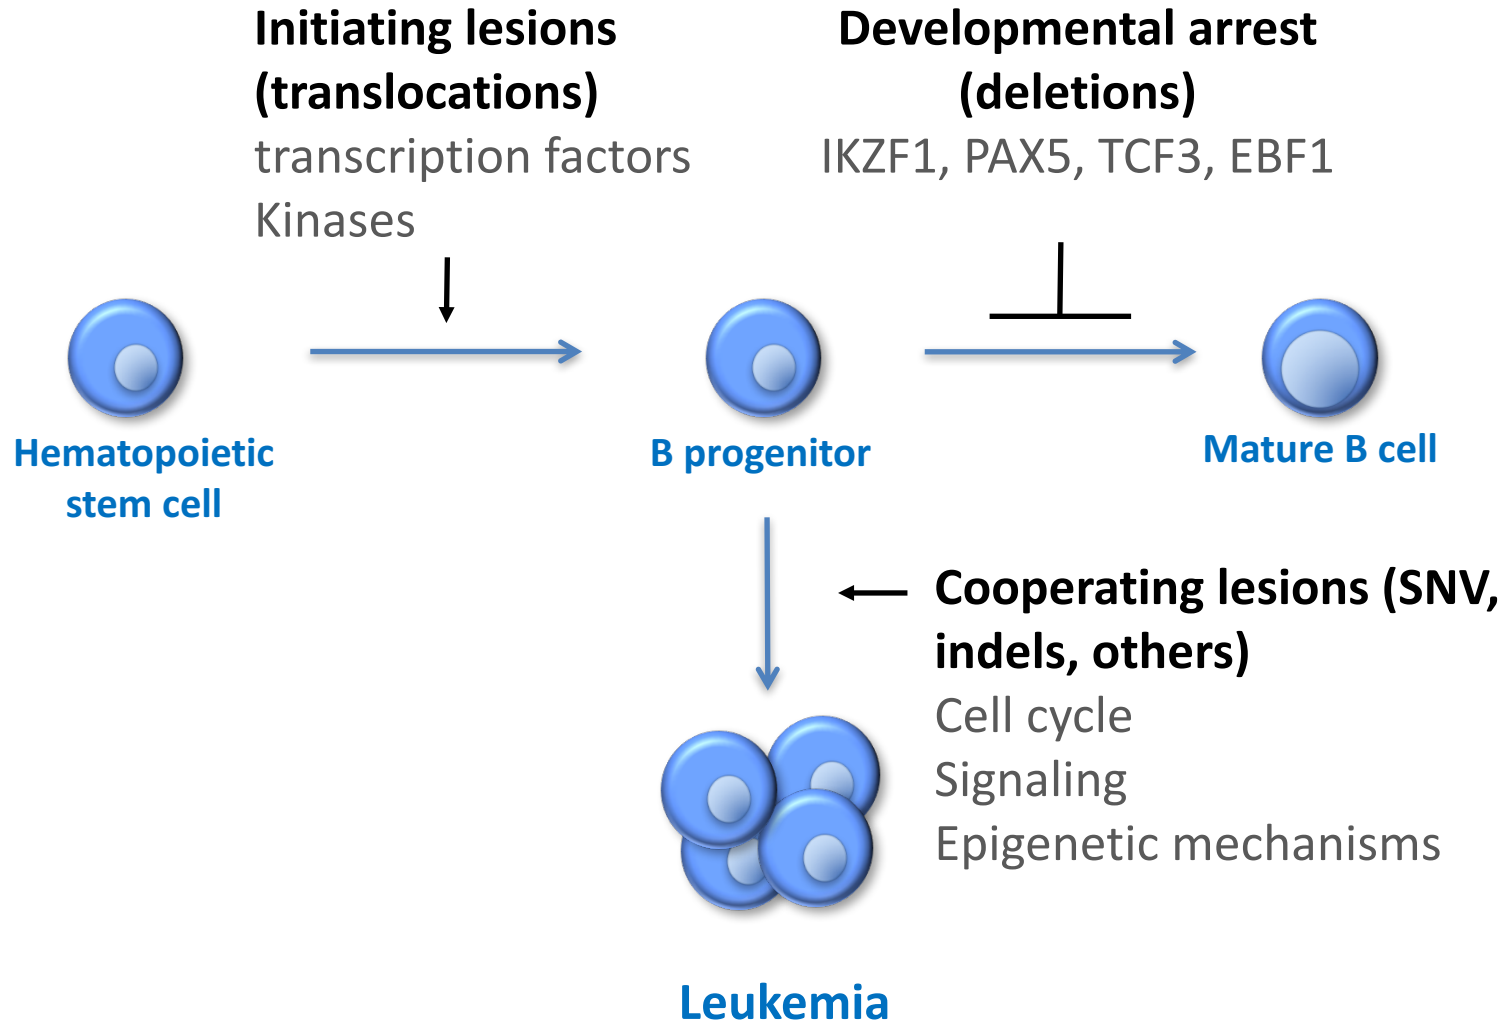 Initiating lesions
(translocations)
transcription factors
Kinases
Developmental arrest
(deletions)
IKZF1, PAX5, TCF3, EBF1
Hematopoietic
stem cell
B progenitor
Mature B cell
Cooperating lesions (SNV,
indels, others)
Cell cycle
Signaling
Epigenetic mechanisms
Leukemia